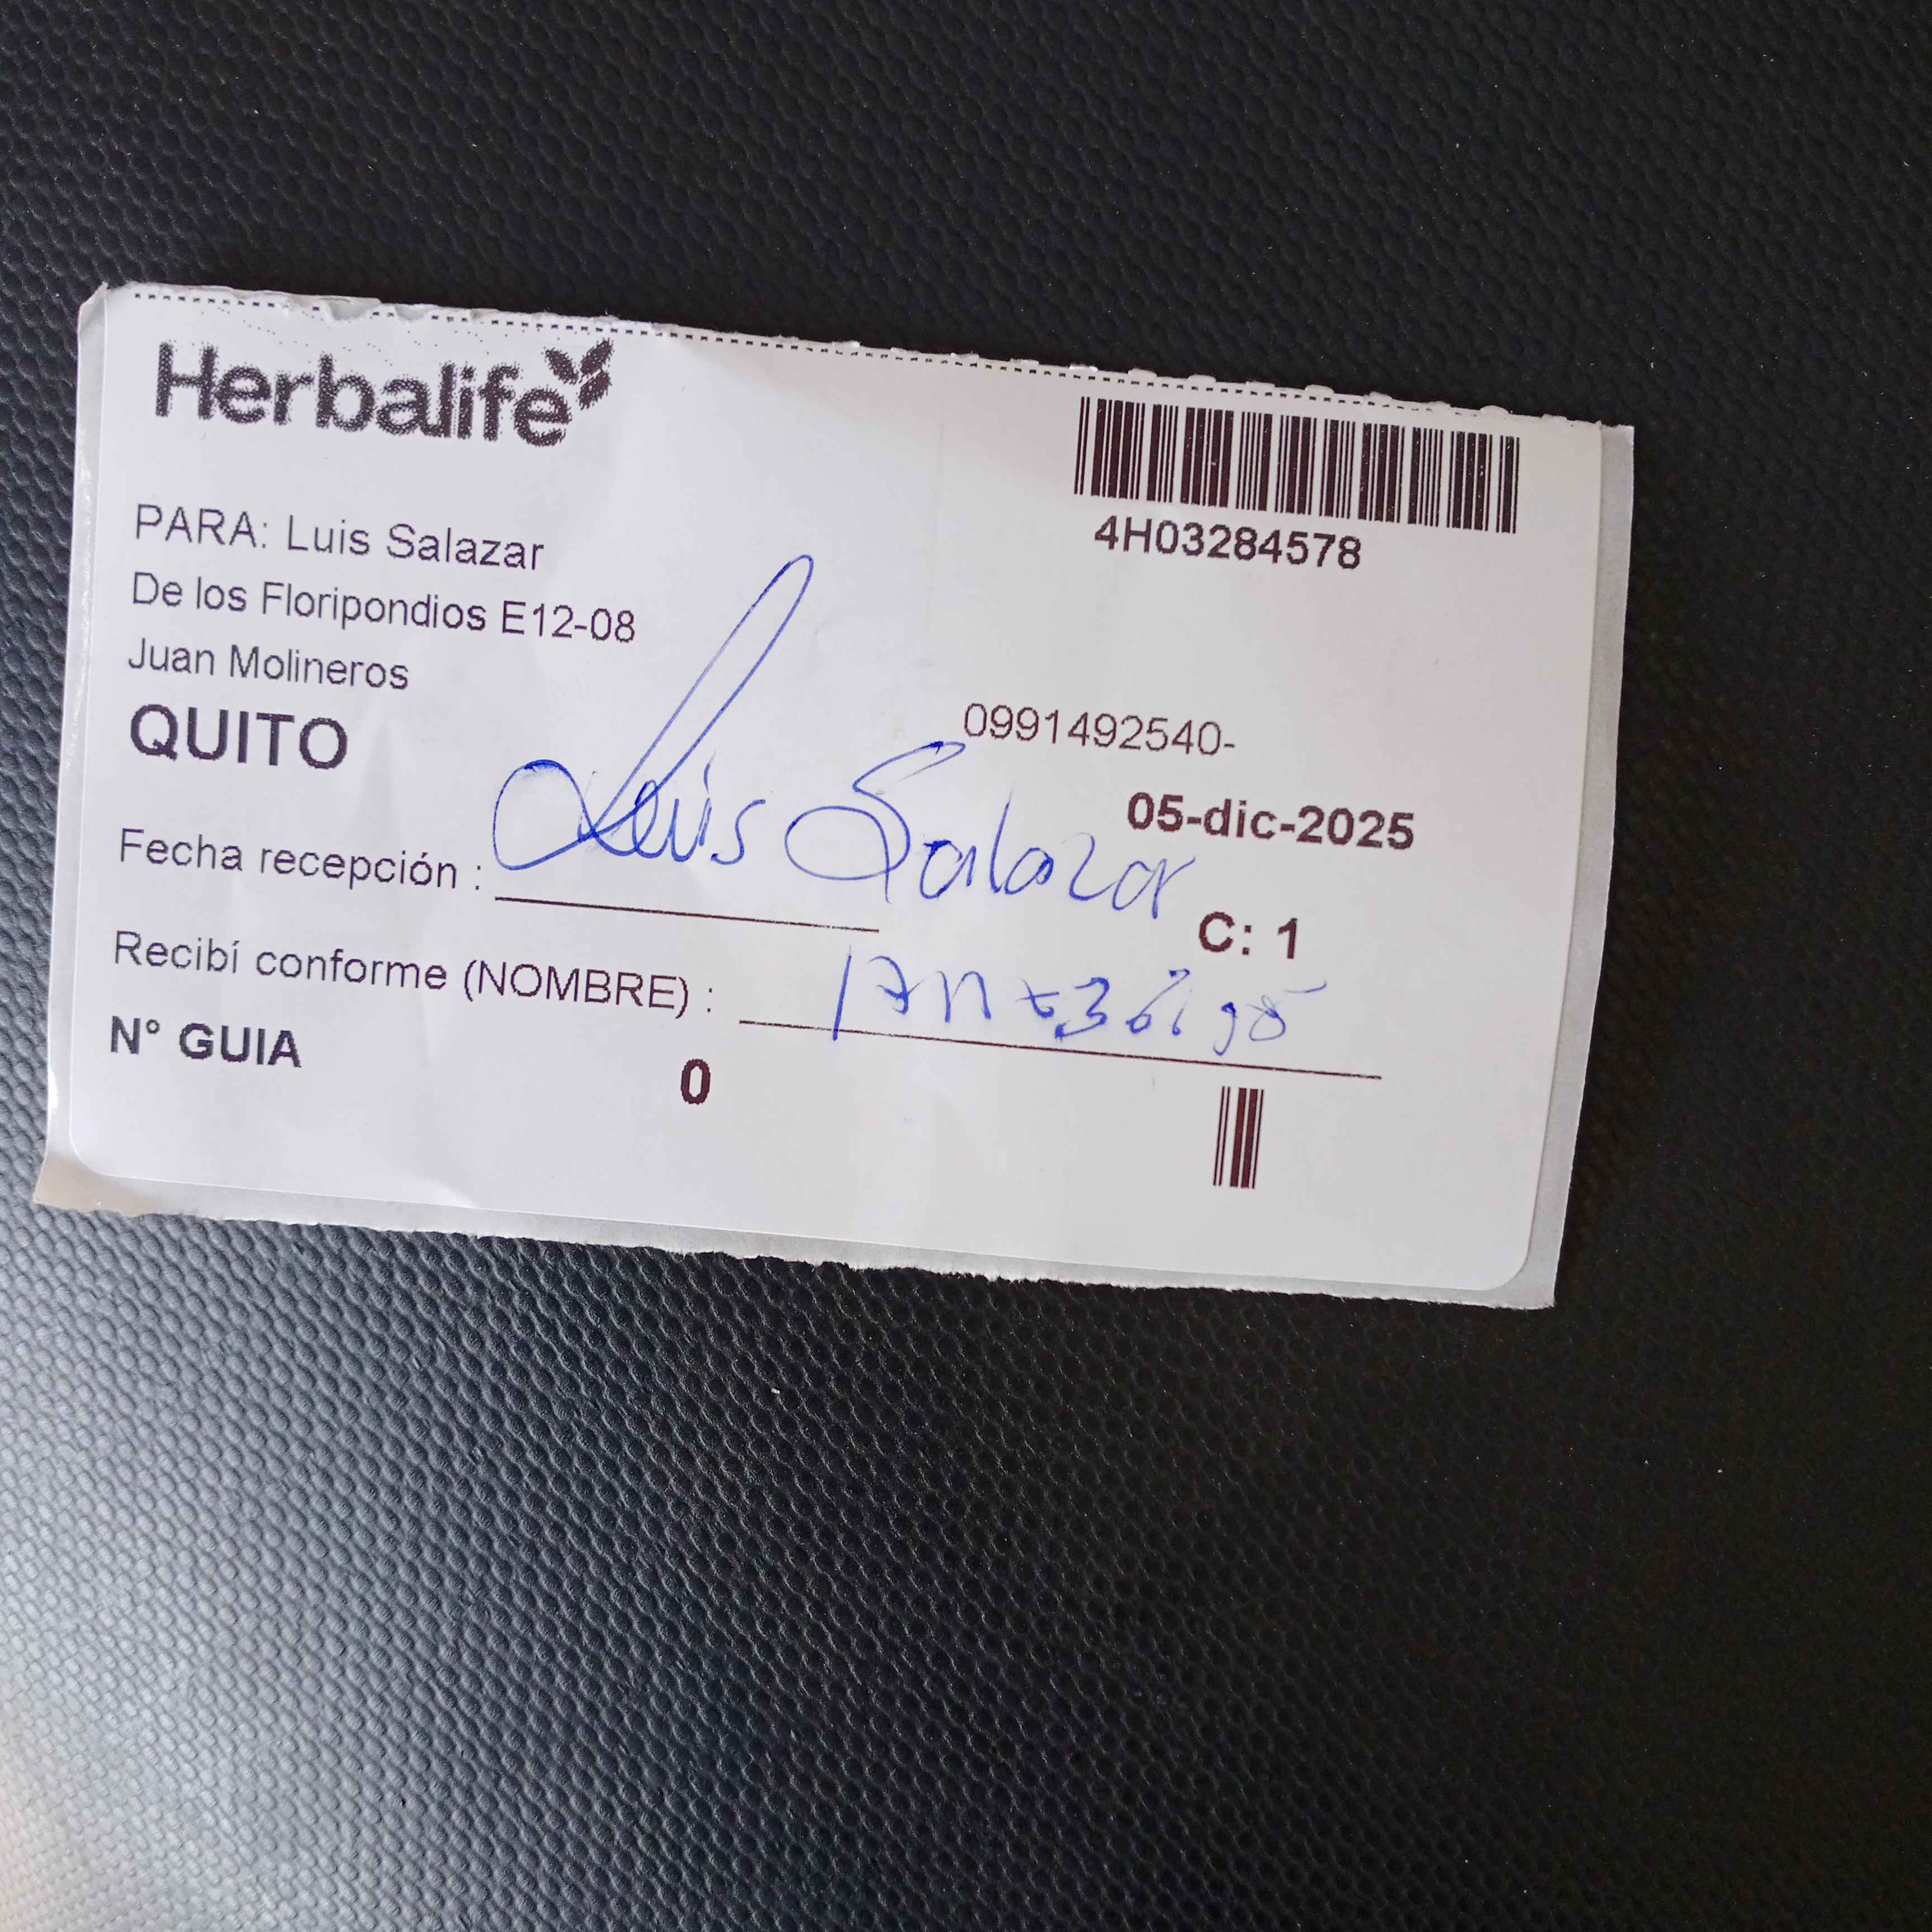 Herbalife
4H03284578
PARA: Luis Salazar
De los Floripondios E12-08
Juan Molineros
QUITO
0991492540-
05-dic-2025
Fecha recepción : Luis Salazar
C: 1
Recibí conforme (NOMBRE) :
N° GUIA 0